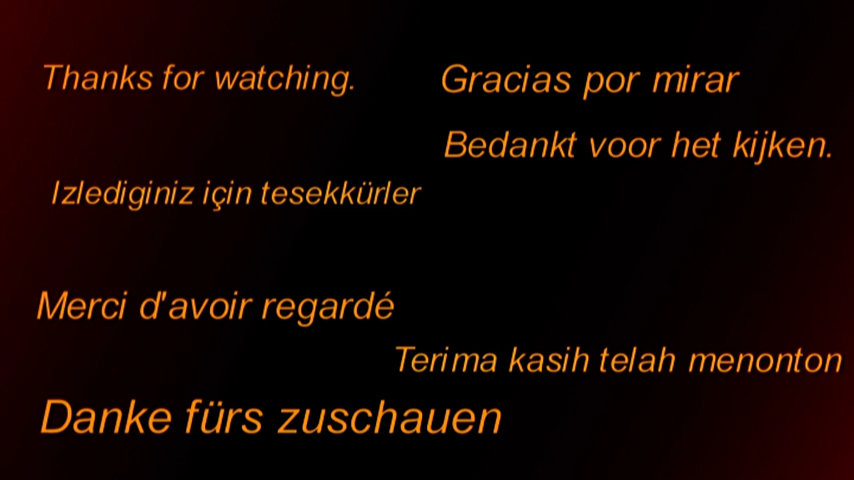 Thanks for watching.
Gracias por mirar
Bedankt voor het kijken.
Izlediginiz için tesekkürler
Merci d'avoir regardé
Terima kasih telah menonton
Danke fürs zuschauen